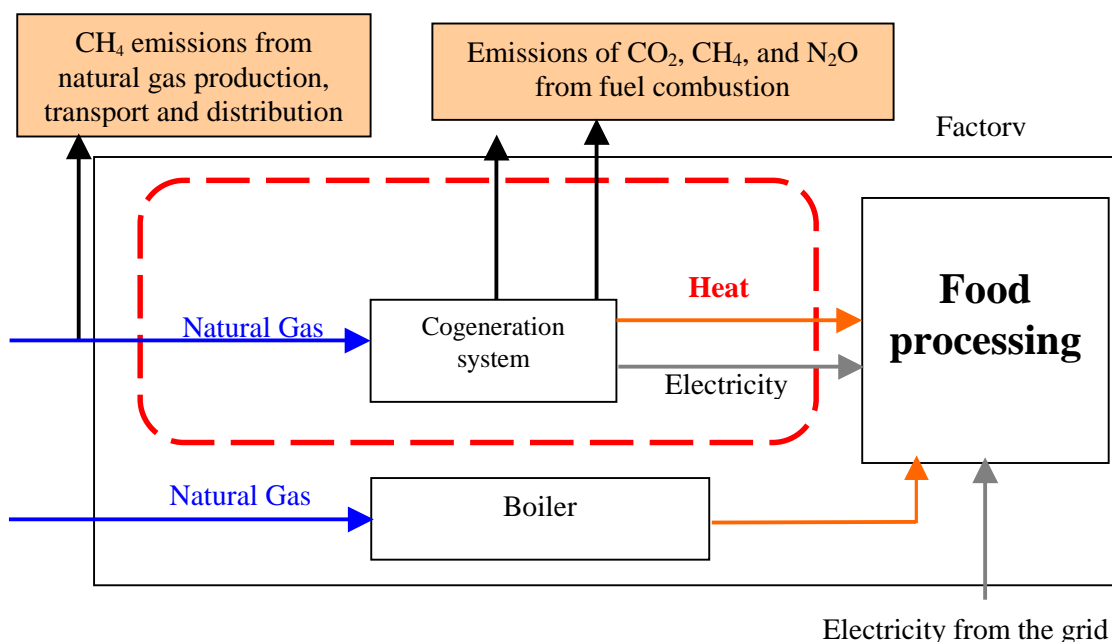 CH₄ emissions from
natural gas production,
transport and distribution
Emissions of CO₂, CH₄, and N₂O
from fuel combustion
Factory
Heat
Food
processing
Natural Gas
Cogeneration
system
Electricity
Natural Gas
Boiler
Electricity from the grid